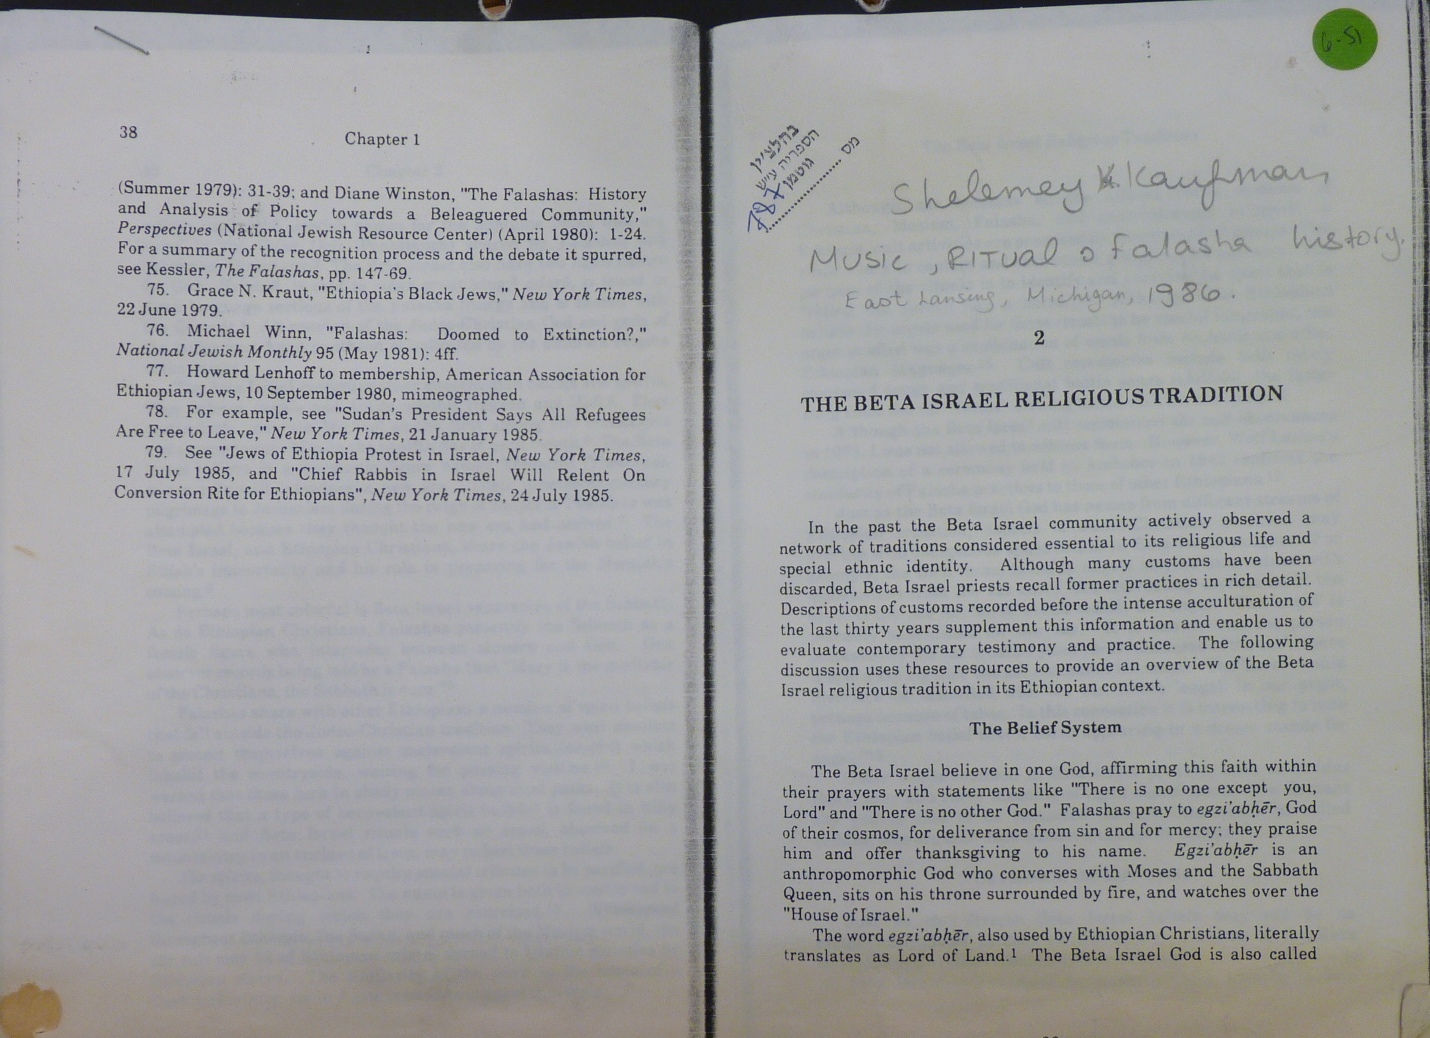 38
Chapter 1
(Summer 1979): 31-39; and Diane Winston, "The Falashas: History
and Analysis of Policy towards a Beleaguered Community,"
Perspectives (National Jewish Resource Center) (April 1980): 1-24.
For a summary of the recognition process and the debate it spurred,
see Kessler, The Falashas, pp. 147-69.
75. Grace N. Kraut, "Ethiopia's Black Jews," New York Times,
22 June 1979.
76. Michael Winn, "Falashas: Doomed to Extinction?,"
National Jewish Monthly 95 (May 1981): 4ff.
77. Howard Lenhoff to membership, American Association for
Ethiopian Jews, 10 September 1980, mimeographed.
78. For example, see "Sudan's President Says All Refugees
Are Free to Leave," New York Times, 21 January 1985.
79. See "Jews of Ethiopia Protest in Israel, New York Times,
17 July 1985, and "Chief Rabbis in Israel Will Relent On
Conversion Rite for Ethiopians", New York Times, 24 July 1985.
6-51
הספריה ע״ש
גוטמן
מס
787
Shelemey K. Kaufman
Music, Ritual & Falasha history.
East Lansing, Michigan, 1986.
2
THE BETA ISRAEL RELIGIOUS TRADITION
In the past the Beta Israel community actively observed a
network of traditions considered essential to its religious life and
special ethnic identity. Although many customs have been
discarded, Beta Israel priests recall former practices in rich detail.
Descriptions of customs recorded before the intense acculturation of
the last thirty years supplement this information and enable us to
evaluate contemporary testimony and practice. The following
discussion uses these resources to provide an overview of the Beta
Israel religious tradition in its Ethiopian context.
The Belief System
The Beta Israel believe in one God, affirming this faith within
their prayers with statements like "There is no one except you,
Lord" and "There is no other God." Falashas pray to egzi'abḥēr, God
of their cosmos, for deliverance from sin and for mercy; they praise
him and offer thanksgiving to his name. Egzi'abḥēr is an
anthropomorphic God who converses with Moses and the Sabbath
Queen, sits on his throne surrounded by fire, and watches over the
"House of Israel."
The word egzi'abḥēr, also used by Ethiopian Christians, literally
translates as Lord of Land.1 The Beta Israel God is also called